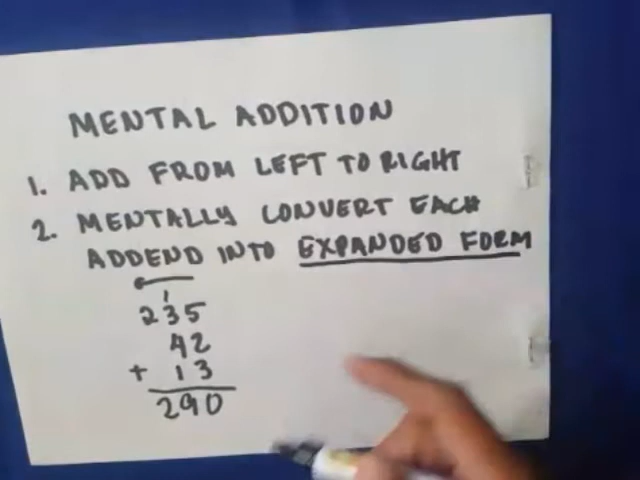 MENTAL ADDITION
1. ADD FROM LEFT TO RIGHT
2. MENTALLY CONVERT EACH
ADDEND INTO EXPANDED FORM
1
235
42
+ 13
290